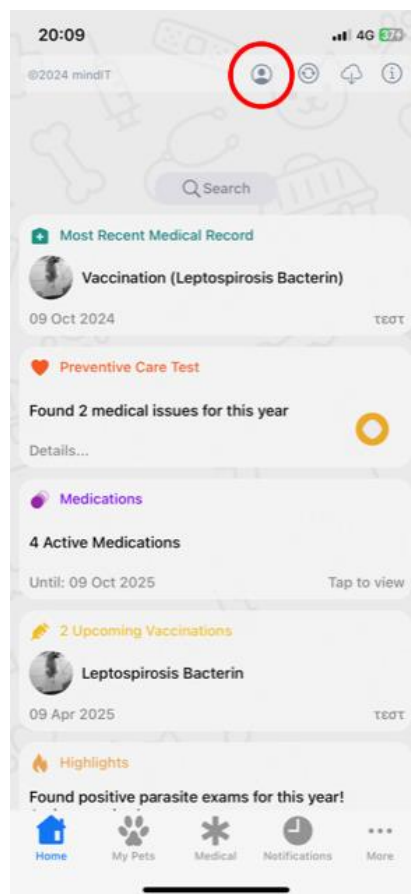 20:09
4G 87
©2024 mindIT
Search
Most Recent Medical Record
Vaccination (Leptospirosis Bacterin)
09 Oct 2024 τεστ
Preventive Care Test
Found 2 medical issues for this year
Details...
Medications
4 Active Medications
Until: 09 Oct 2025 Tap to view
2 Upcoming Vaccinations
Leptospirosis Bacterin
09 Apr 2025 τεστ
Highlights
Found positive parasite exams for this year!
Home My Pets Medical Notifications More